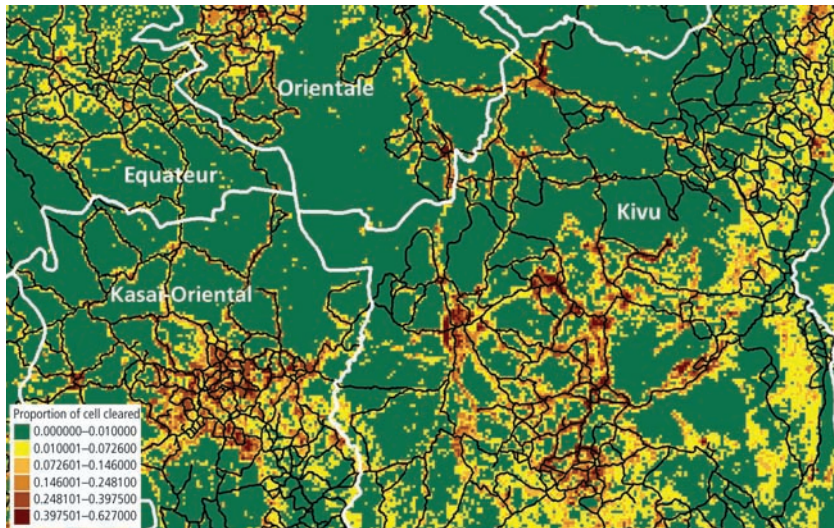 Orientale
Equateur
Kivu
Kasai-Oriental
Proportion of cell cleared
0.000000–0.010000
0.010001–0.072600
0.072601–0.146000
0.146001–0.248100
0.248101–0.397500
0.397501–0.627000